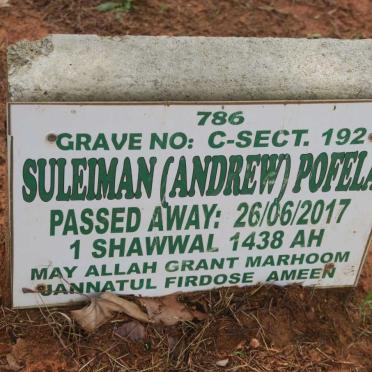 786
GRAVE NO: C-SECT. 192
SULEIMAN (ANDREW) POFELA
PASSED AWAY: 26/06/2017
1 SHAWWAL 1438 AH
MAY ALLAH GRANT MARHOOM
JANNATUL FIRDOSE AMEEN